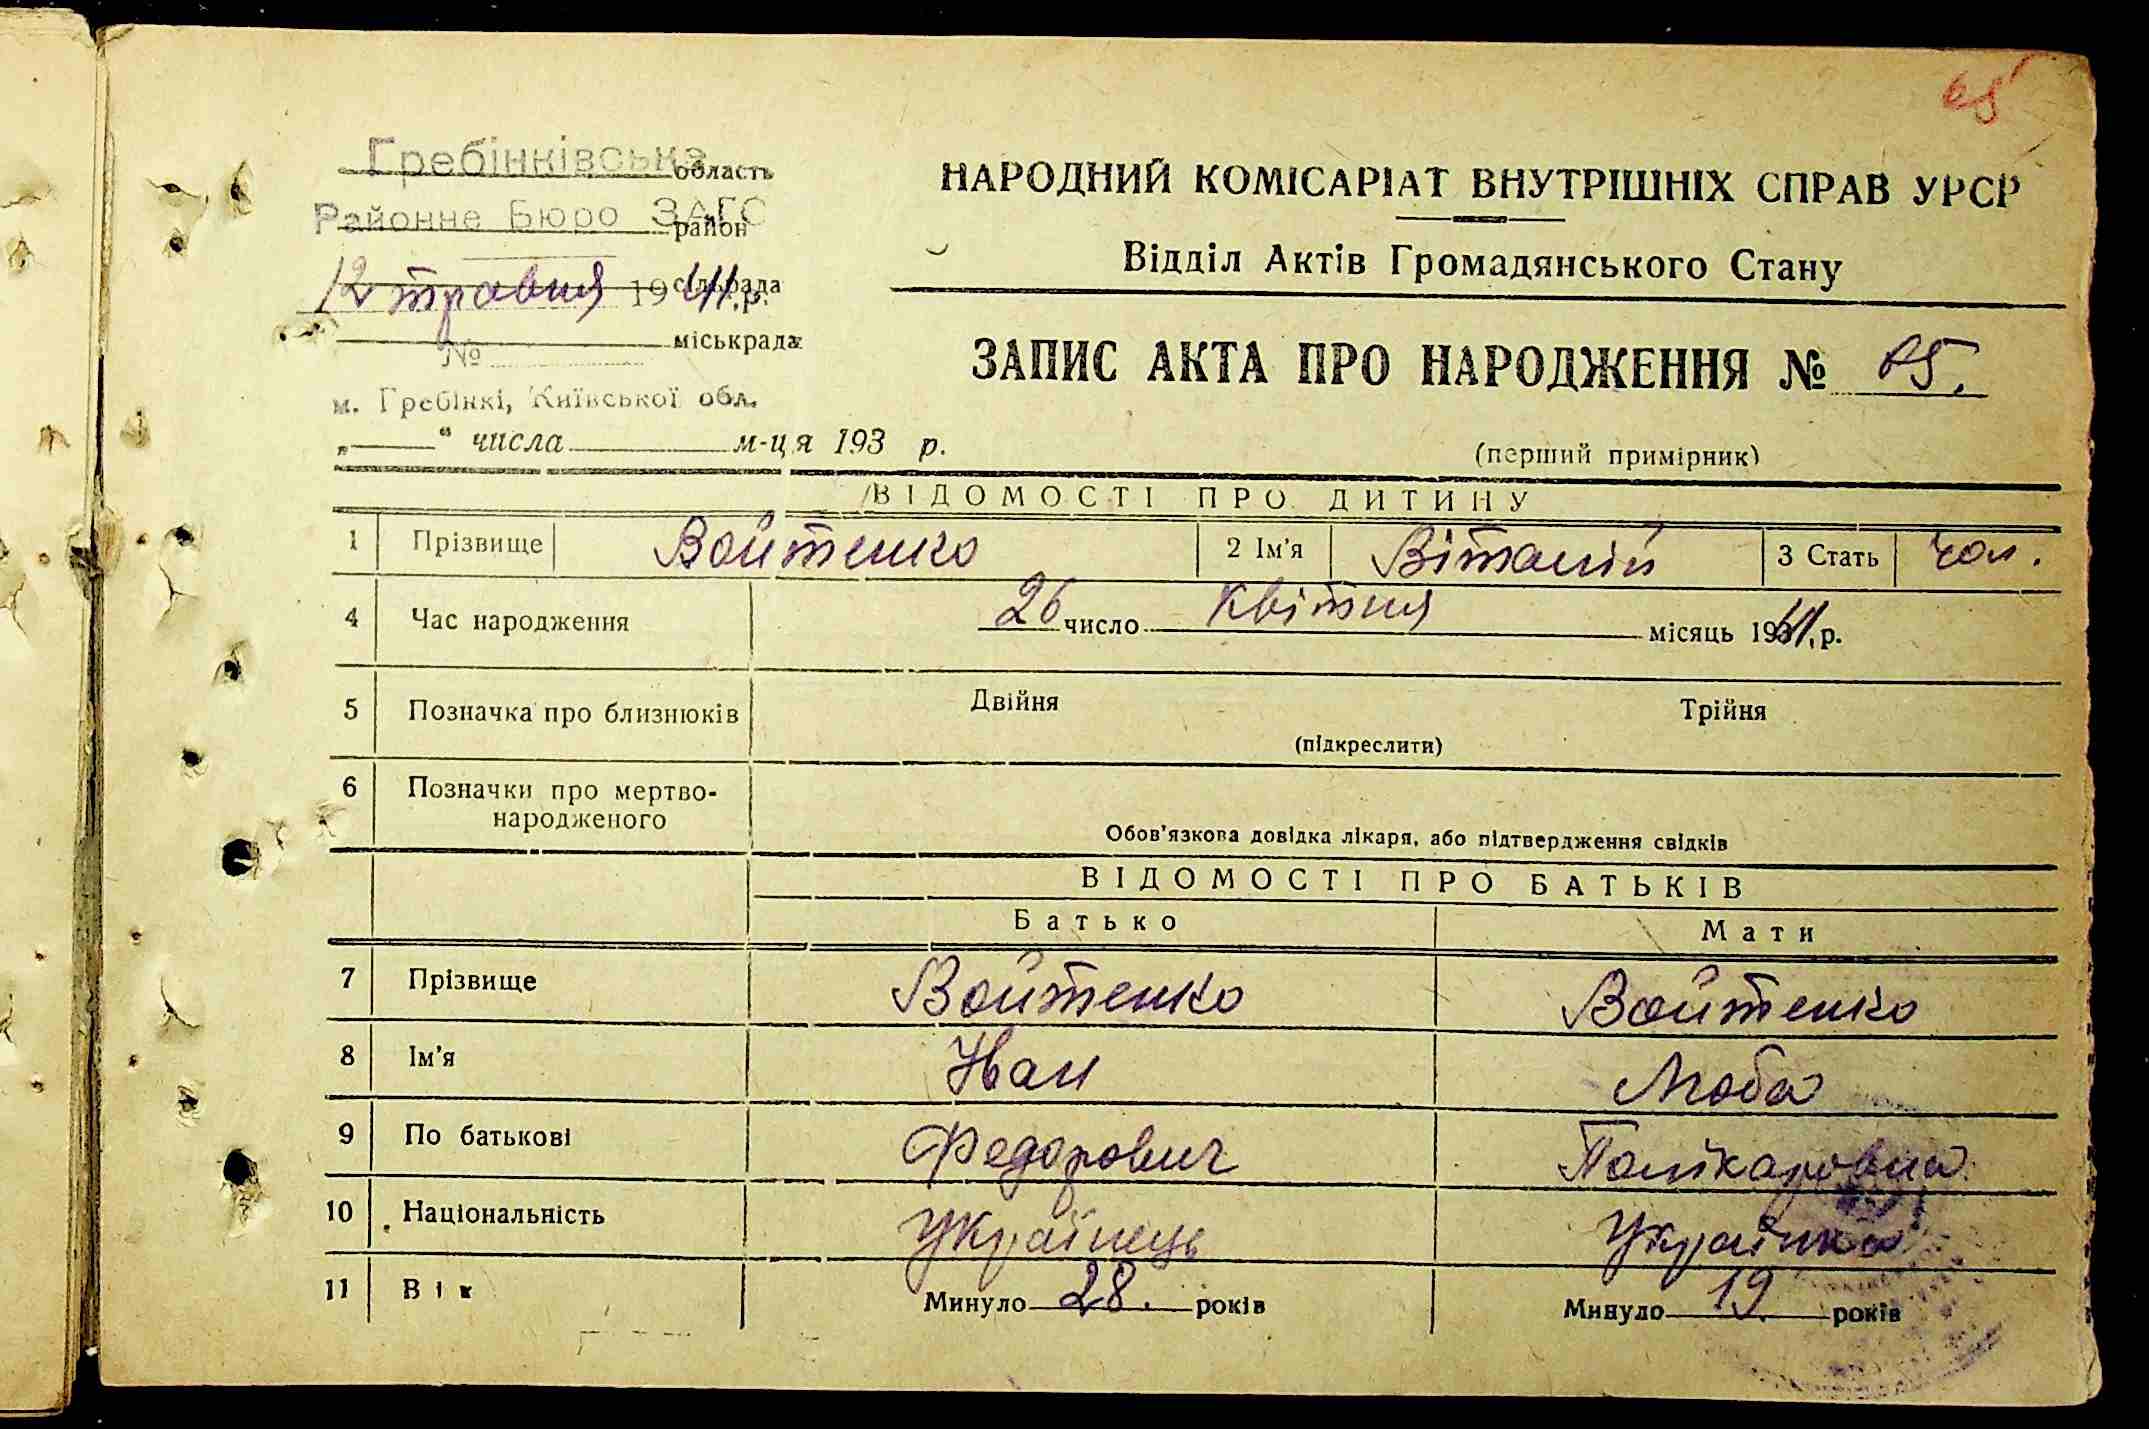 65
Гребінківське
область
Районне Бюро ЗАГС
район
12 травня 1941 р.
сільрада
міськрада
№
м. Гребінкі, Київської обл.
„ “ числа м-ця 193 р.
НАРОДНИЙ КОМІСАРІАТ ВНУТРІШНІХ СПРАВ УРСР
Відділ Актів Громадянського Стану
ЗАПИС АКТА ПРО НАРОДЖЕННЯ № 65.
(перший примірник)
ВІДОМОСТІ ПРО ДИТИНУ
1 Прізвище Войтенко 2 Ім'я Віталій 3 Стать чол.
4 Час народження 26 число Квітня місяць 1941 р.
5 Позначка про близнюків Двійня Трійня
(підкреслити)
6 Позначки про мертво-
народженого
Обов'язкова довідка лікаря, або підтвердження свідків
ВІДОМОСТІ ПРО БАТЬКІВ
Батько Мати
7 Прізвище Войтенко Войтенко
8 Ім'я Иван Люба
9 По батькові Федорович Полікаровна
10 Національність Українець Українка
11 Вік Минуло 28. років Минуло 19 років